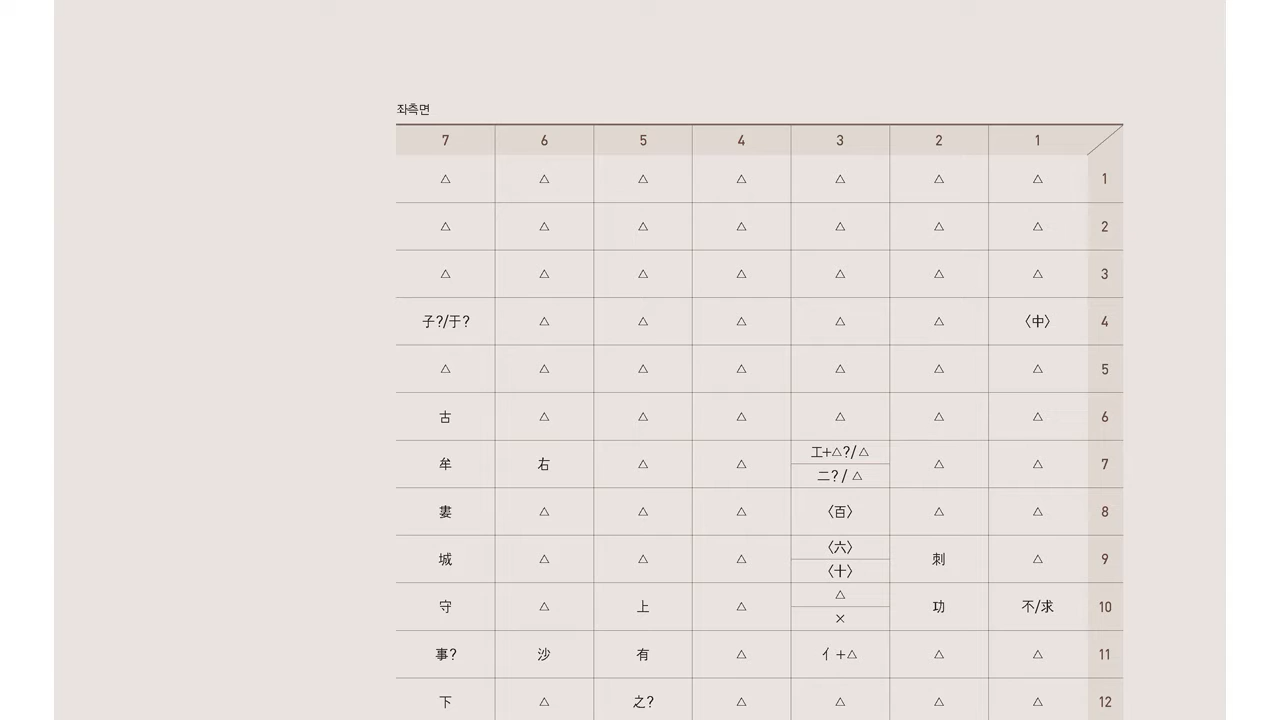 좌측면
7 6 5 4 3 2 1
△ △ △ △ △ △ △ 1
△ △ △ △ △ △ △ 2
△ △ △ △ △ △ △ 3
子?/于? △ △ △ △ △ 〈中〉 4
△ △ △ △ △ △ △ 5
古 △ △ △ △ △ △ 6
牟 右 △ △ 工+△?/△ 二?/ △ △ △ 7
婁 △ △ △ 〈百〉 △ △ 8
城 △ △ △ 〈六〉 〈十〉 刺 △ 9
守 △ 上 △ △ × 功 不/求 10
事? 沙 有 △ 亻+△ △ △ 11
下 △ 之? △ △ △ △ 12